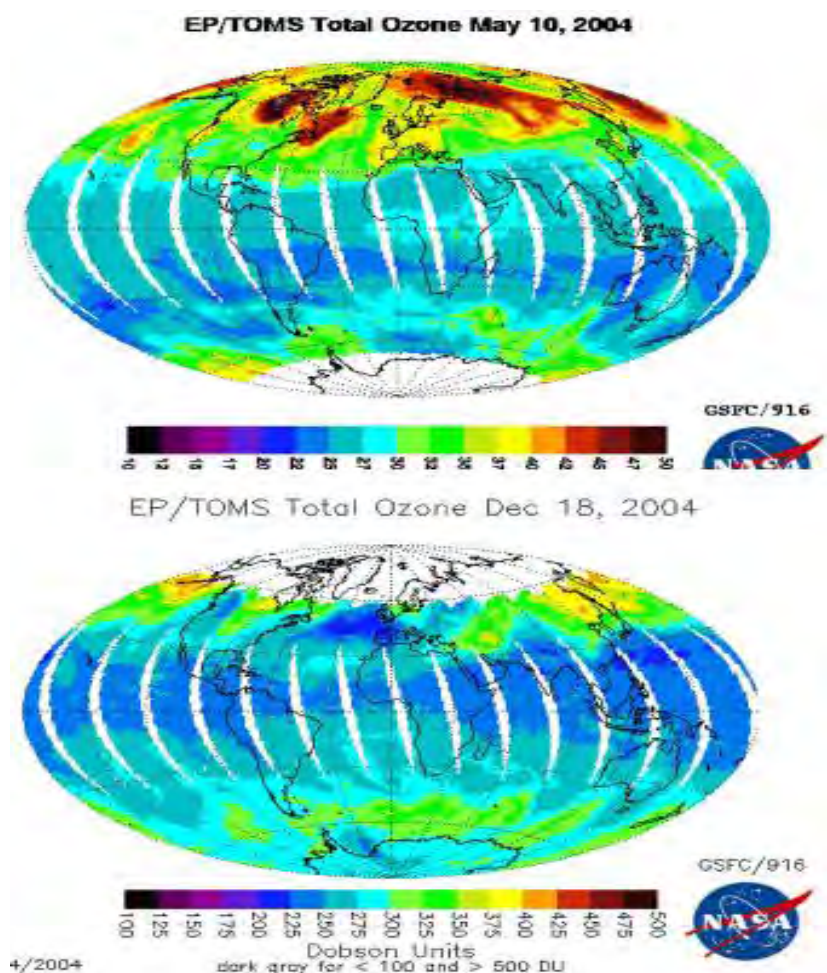 EP/TOMS Total Ozone May 10, 2004
GSFC/916
NASA
EP/TOMS Total Ozone Dec 18, 2004
GSFC/916
NASA
100 125 150 175 200 225 250 275 300 325 350 375 400 425 450 475 500
Dobson Units
4/2004
dark gray for < 100 and > 500 DU